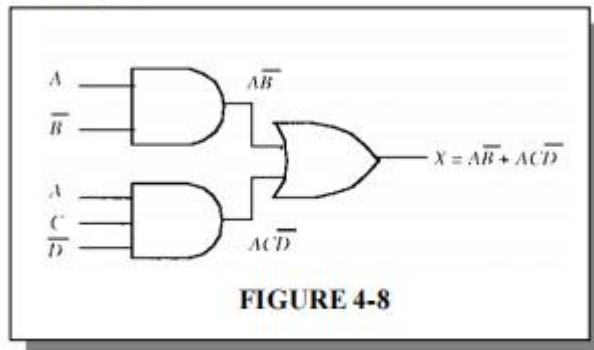 A
AB̅
B̅
X = AB̅ + ACD̅
A
C
D̅
ACD̅
FIGURE 4-8